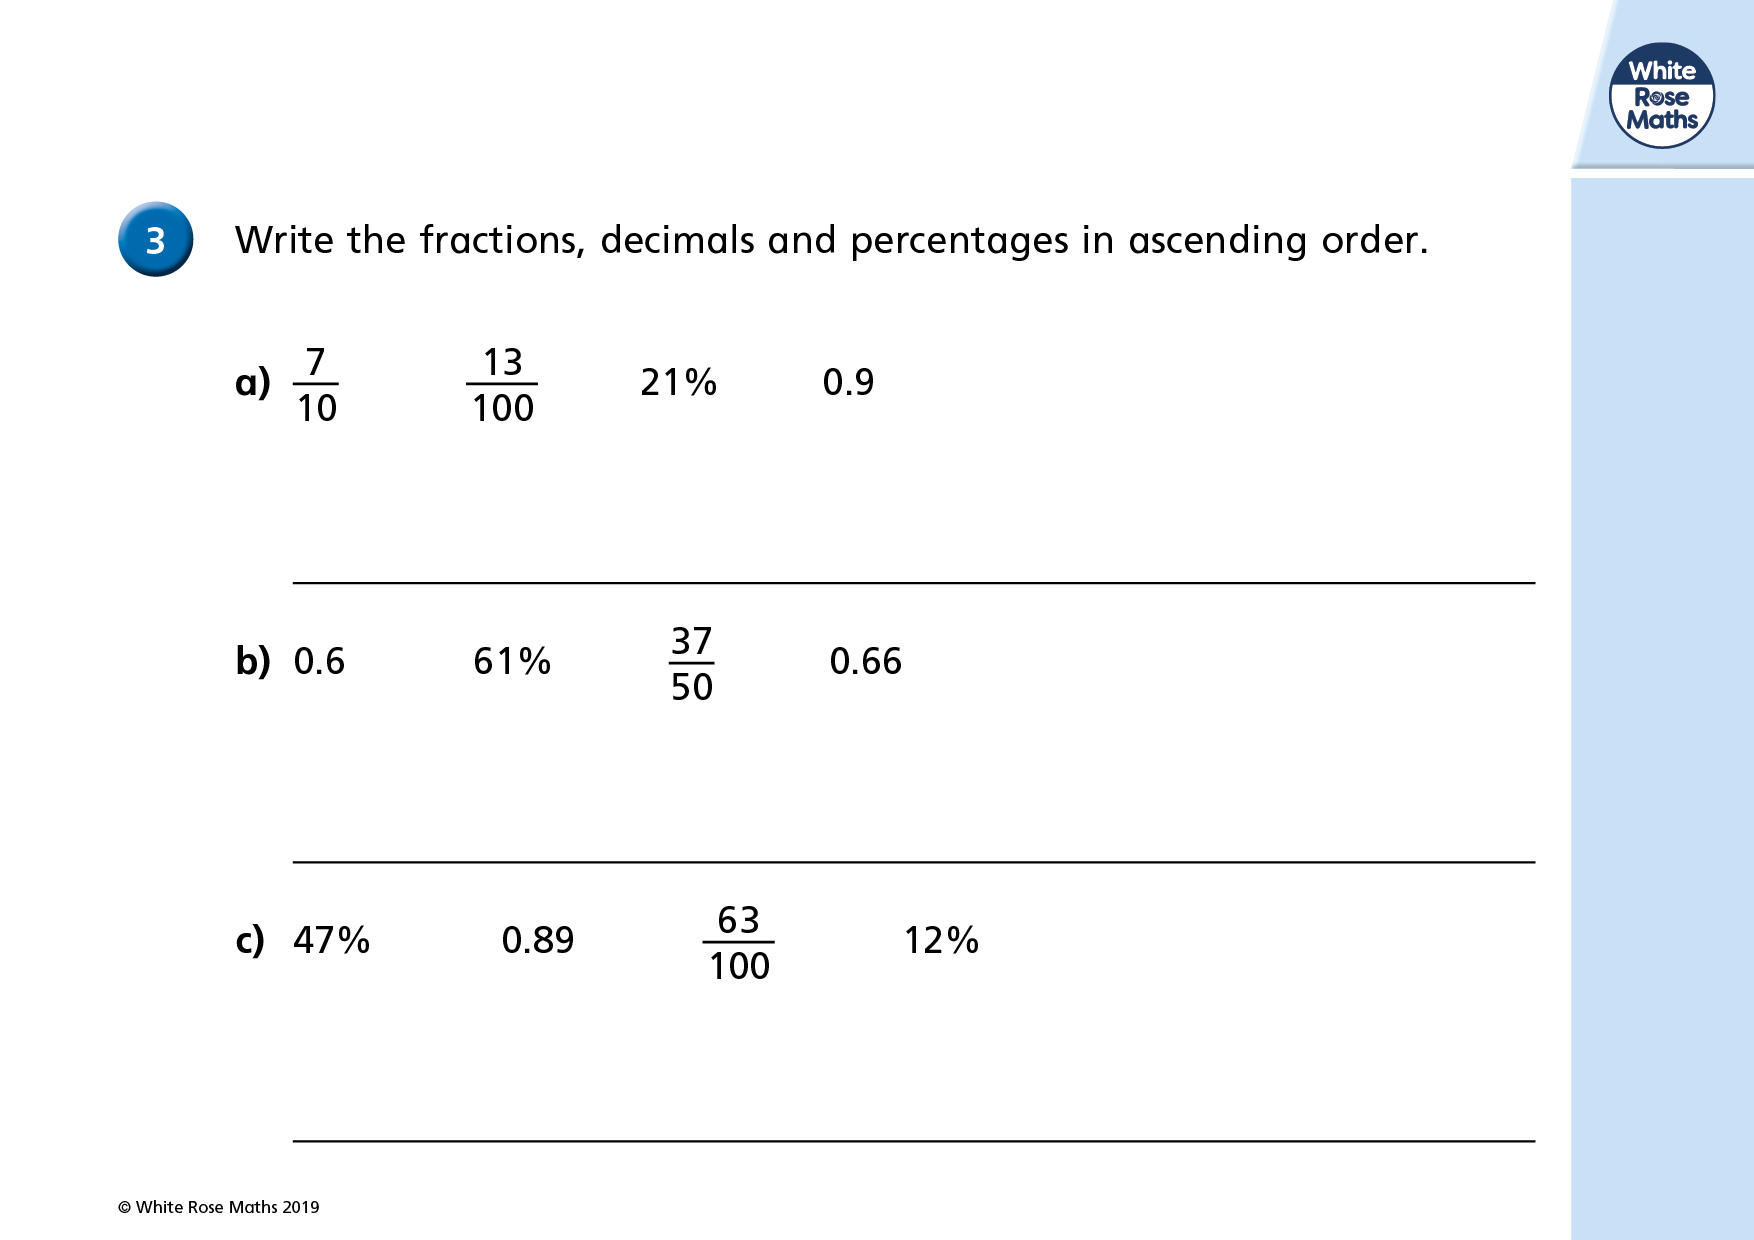 White
Rose
Maths
3 Write the fractions, decimals and percentages in ascending order.
a) 7/10 13/100 21% 0.9
b) 0.6 61% 37/50 0.66
c) 47% 0.89 63/100 12%
© White Rose Maths 2019